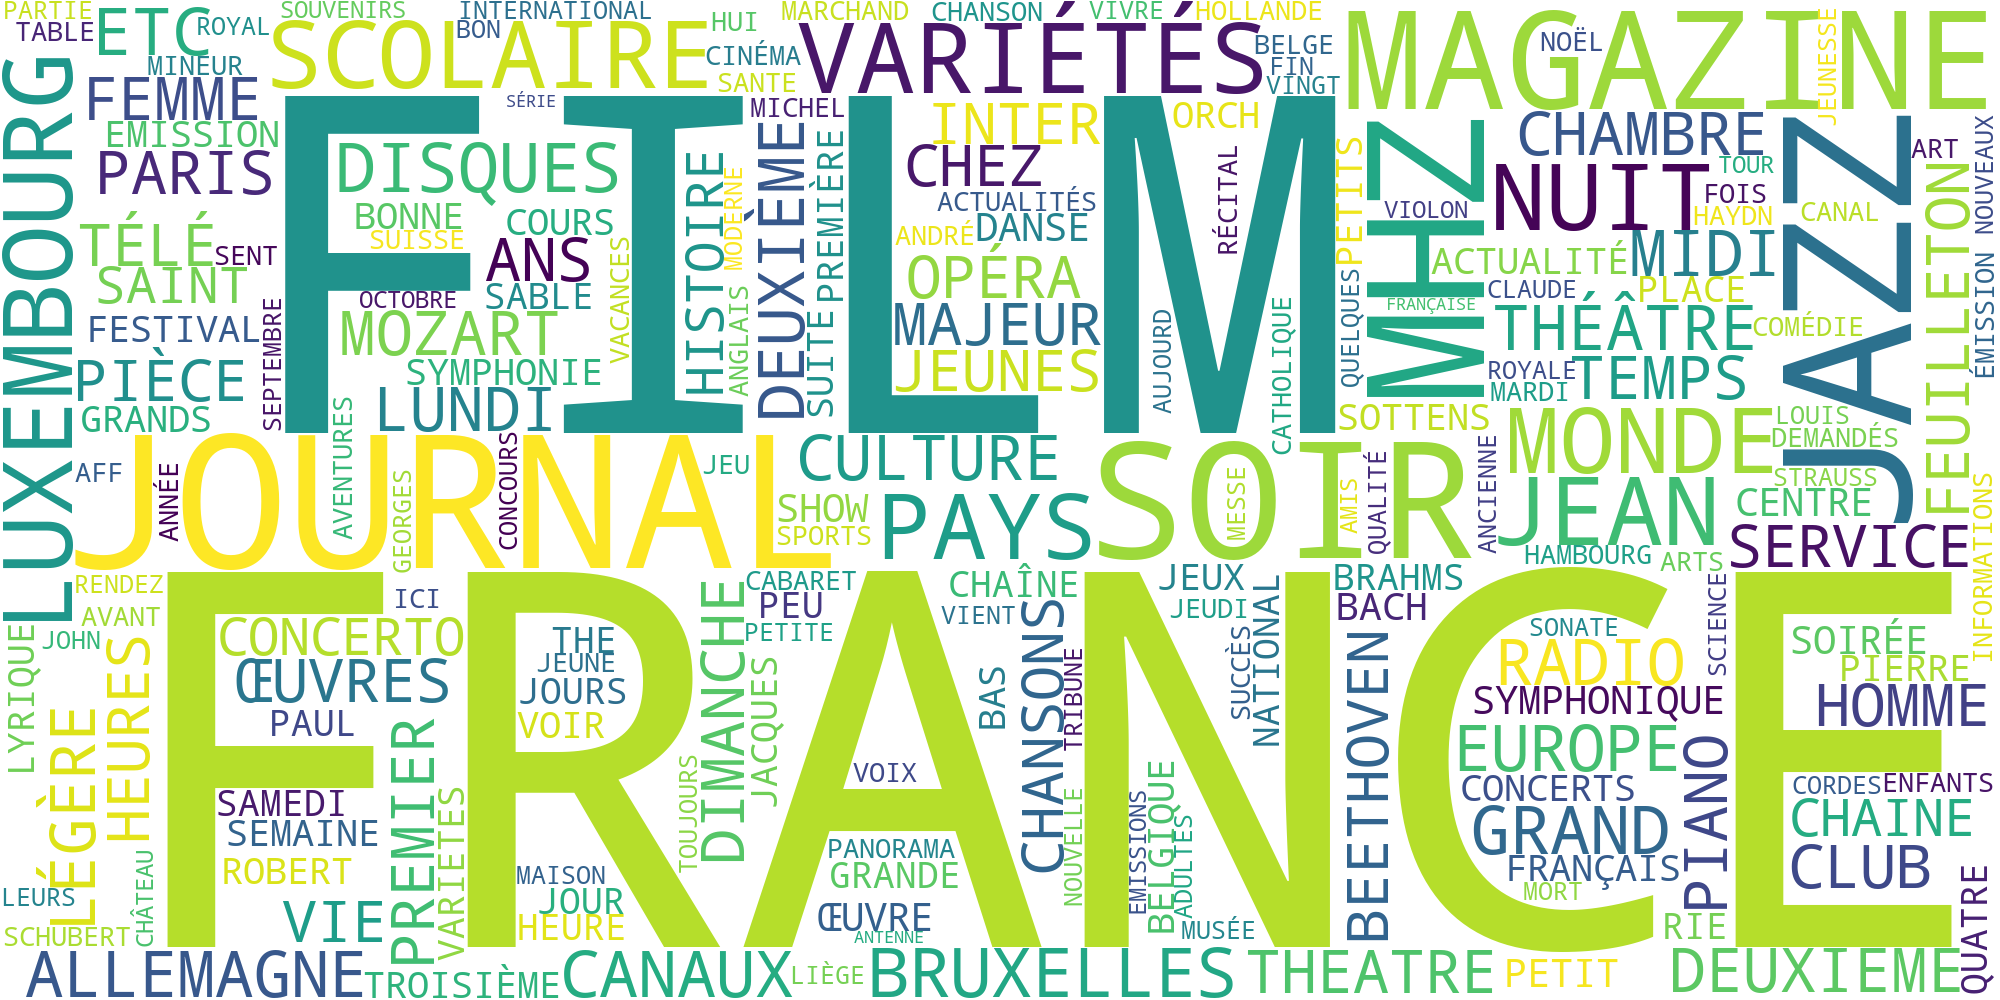 PARTIE
TABLE
ETC
ROYAL
MINEUR
SOUVENIRS
SCOLAIRE
INTERNATIONAL
BON
HUI
CINÉMA
SANTE
MARCHAND
CHANSON
VIVRE
HOLLANDE
VARIÉTÉS
BELGE
FIN
VINGT
MAGAZINE
NOËL
JEUNESSE
LUXEMBOURG
FEMME
EMISSION
PARIS
SÉRIE
MICHEL
FILM
DISQUES
BONNE
SUISSE
COURS
ANS
OCTOBRE
SABLE
MOZART
SYMPHONIE
LUNDI
VACANCES
HISTOIRE
MODERNE
ANGLAIS
DEUXIÈME
PREMIÈRE
SUITE
INTER
CHEZ
ACTUALITÉS
ANDRÉ
DANSE
OPÉRA
MAJEUR
JEUNES
ORCH
RÉCITAL
AUJOURD
CATHOLIQUE
PETITS
QUELQUES
MHZ
VIOLON
FRANÇAISE
CHAMBRE
NUIT
TOUR
FOIS
HAYDN
ACTUALITÉ
MIDI
CLAUDE
PLACE
THÉÂTRE
ROYALE
MARDI
TEMPS
JAZZ
CANAL
COMÉDIE
ART
FEUILLETON
ÉMISSION
NOUVEAUX
TÉLÉ
SENT
SAINT
FESTIVAL
SEPTEMBRE
PIÈCE
GRANDS
AFF
ANNÉE
AVENTURES
GEORGES
CONCOURS
JOURNAL
JEU
CULTURE
SHOW
SPORTS
PAYS
SOIR
MESSE
AMIS
QUALITÉ
SOTTENS
ANCIENNE
MONDE
JEAN
LOUIS
DEMANDÉS
STRAUSS
CENTRE
SERVICE
HAMBOURG
ARTS
INFORMATIONS
RENDEZ
AVANT
JOHN
ICI
CABARET
PEU
PETITE
CHAÎNE
VIENT
JEUX
JEUDI
BRAHMS
BACH
FRANCE
LYRIQUE
LÉGÈRE
HEURES
CONCERTO
ŒUVRES
PAUL
THE
JEUNE
JOURS
VOIR
DIMANCHE
JACQUES
TOUJOURS
VOIX
BAS
CHANSONS
TRIBUNE
SUCCÈS
NATIONAL
BEETHOVEN
SONATE
RADIO
SCIENCE
SYMPHONIQUE
EUROPE
CONCERTS
GRAND
FRANÇAIS
MORT
PIANO
SOIRÉE
PIERRE
HOMME
CORDES
ENFANTS
CHAINE
CLUB
SAMEDI
SEMAINE
ROBERT
VIE
PREMIER
VARIETES
MAISON
JOUR
HEURE
PANORAMA
GRANDE
ŒUVRE
ANTENNE
NOUVELLE
EMISSIONS
BELGIQUE
ADULTES
MUSÉE
RIE
QUATRE
LEURS
CHÂTEAU
SCHUBERT
ALLEMAGNE
TROISIÈME
CANAUX
LIÈGE
BRUXELLES
THEATRE
PETIT
DEUXIEME